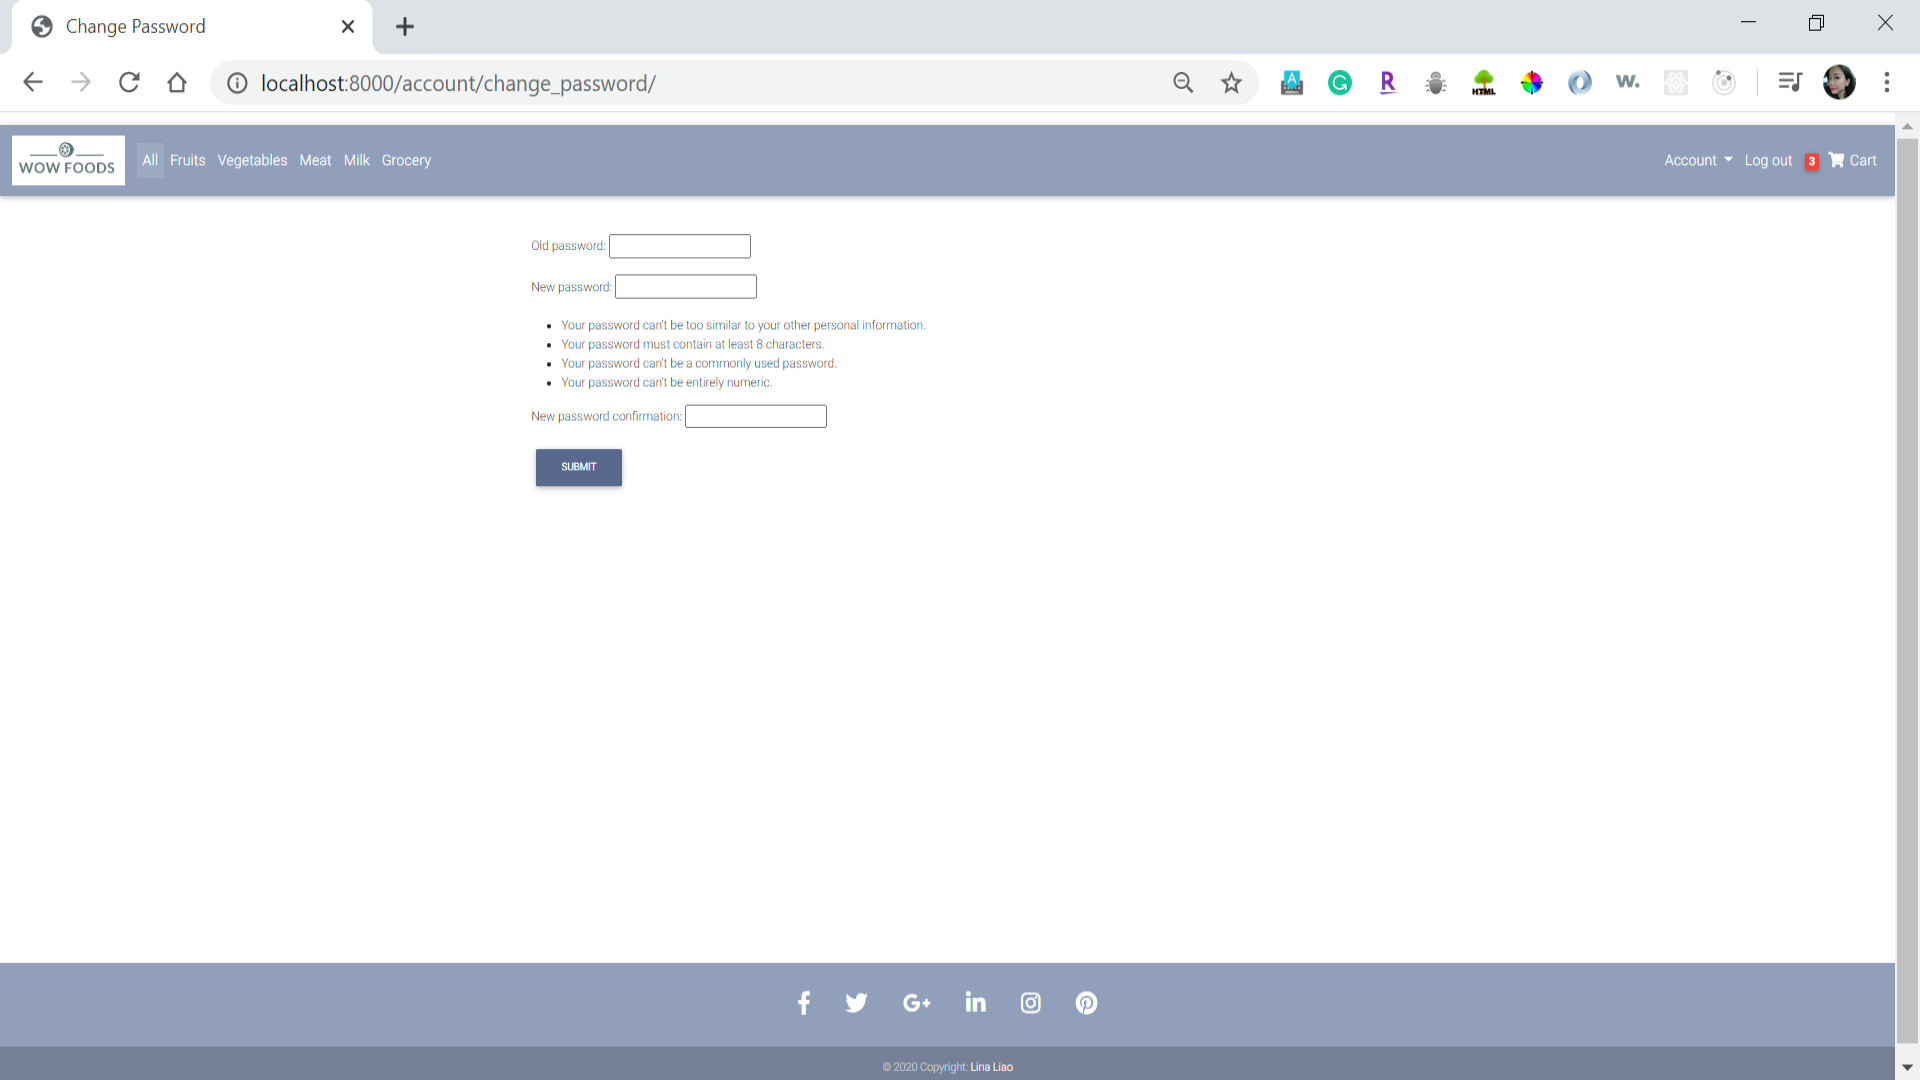 Change Password
localhost:8000/account/change_password/
A
G
R
HTML
w.
WOW FOODS
All Fruits Vegetables Meat Milk Grocery
Account Log out 3 Cart
Old password:
New password:
Your password can't be too similar to your other personal information.
Your password must contain at least 8 characters.
Your password can't be a commonly used password.
Your password can't be entirely numeric.
New password confirmation:
SUBMIT
© 2020 Copyright: Lina Liao